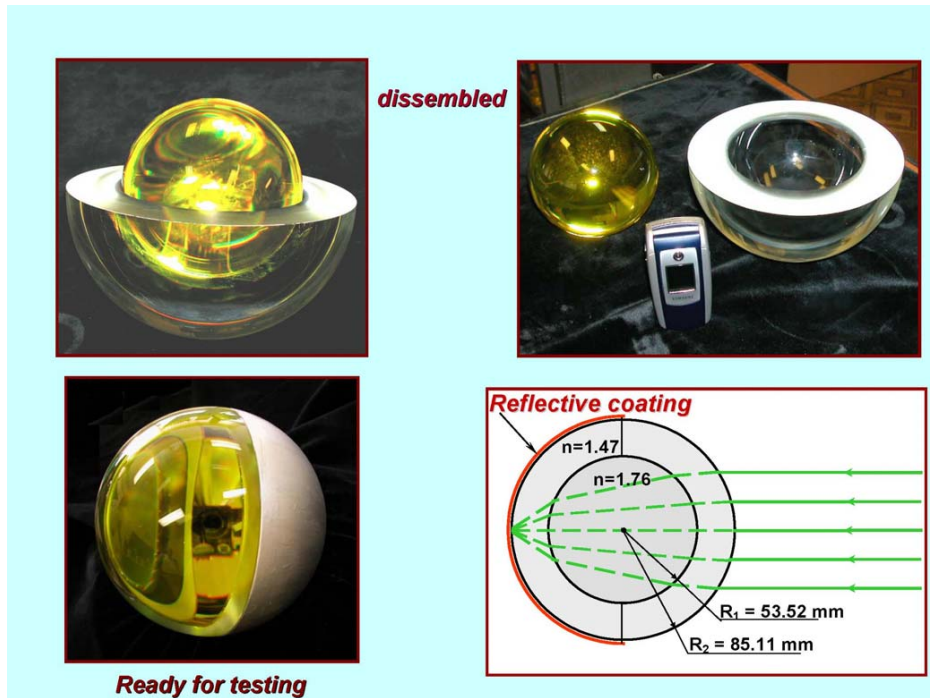 dissembled
Reflective coating
n=1.47
n=1.76
R₁ = 53.52 mm
R₂ = 85.11 mm
Ready for testing